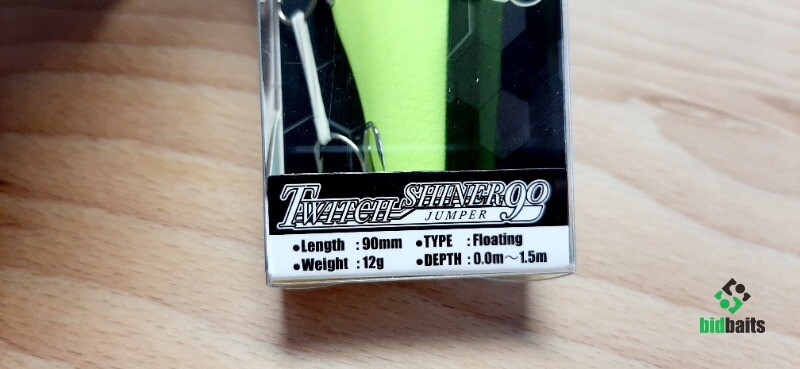 TWITCH SHINER 90
JUMPER
●Length : 90mm ●TYPE : Floating
●Weight : 12g ●DEPTH : 0.0m～1.5m
bidbaits